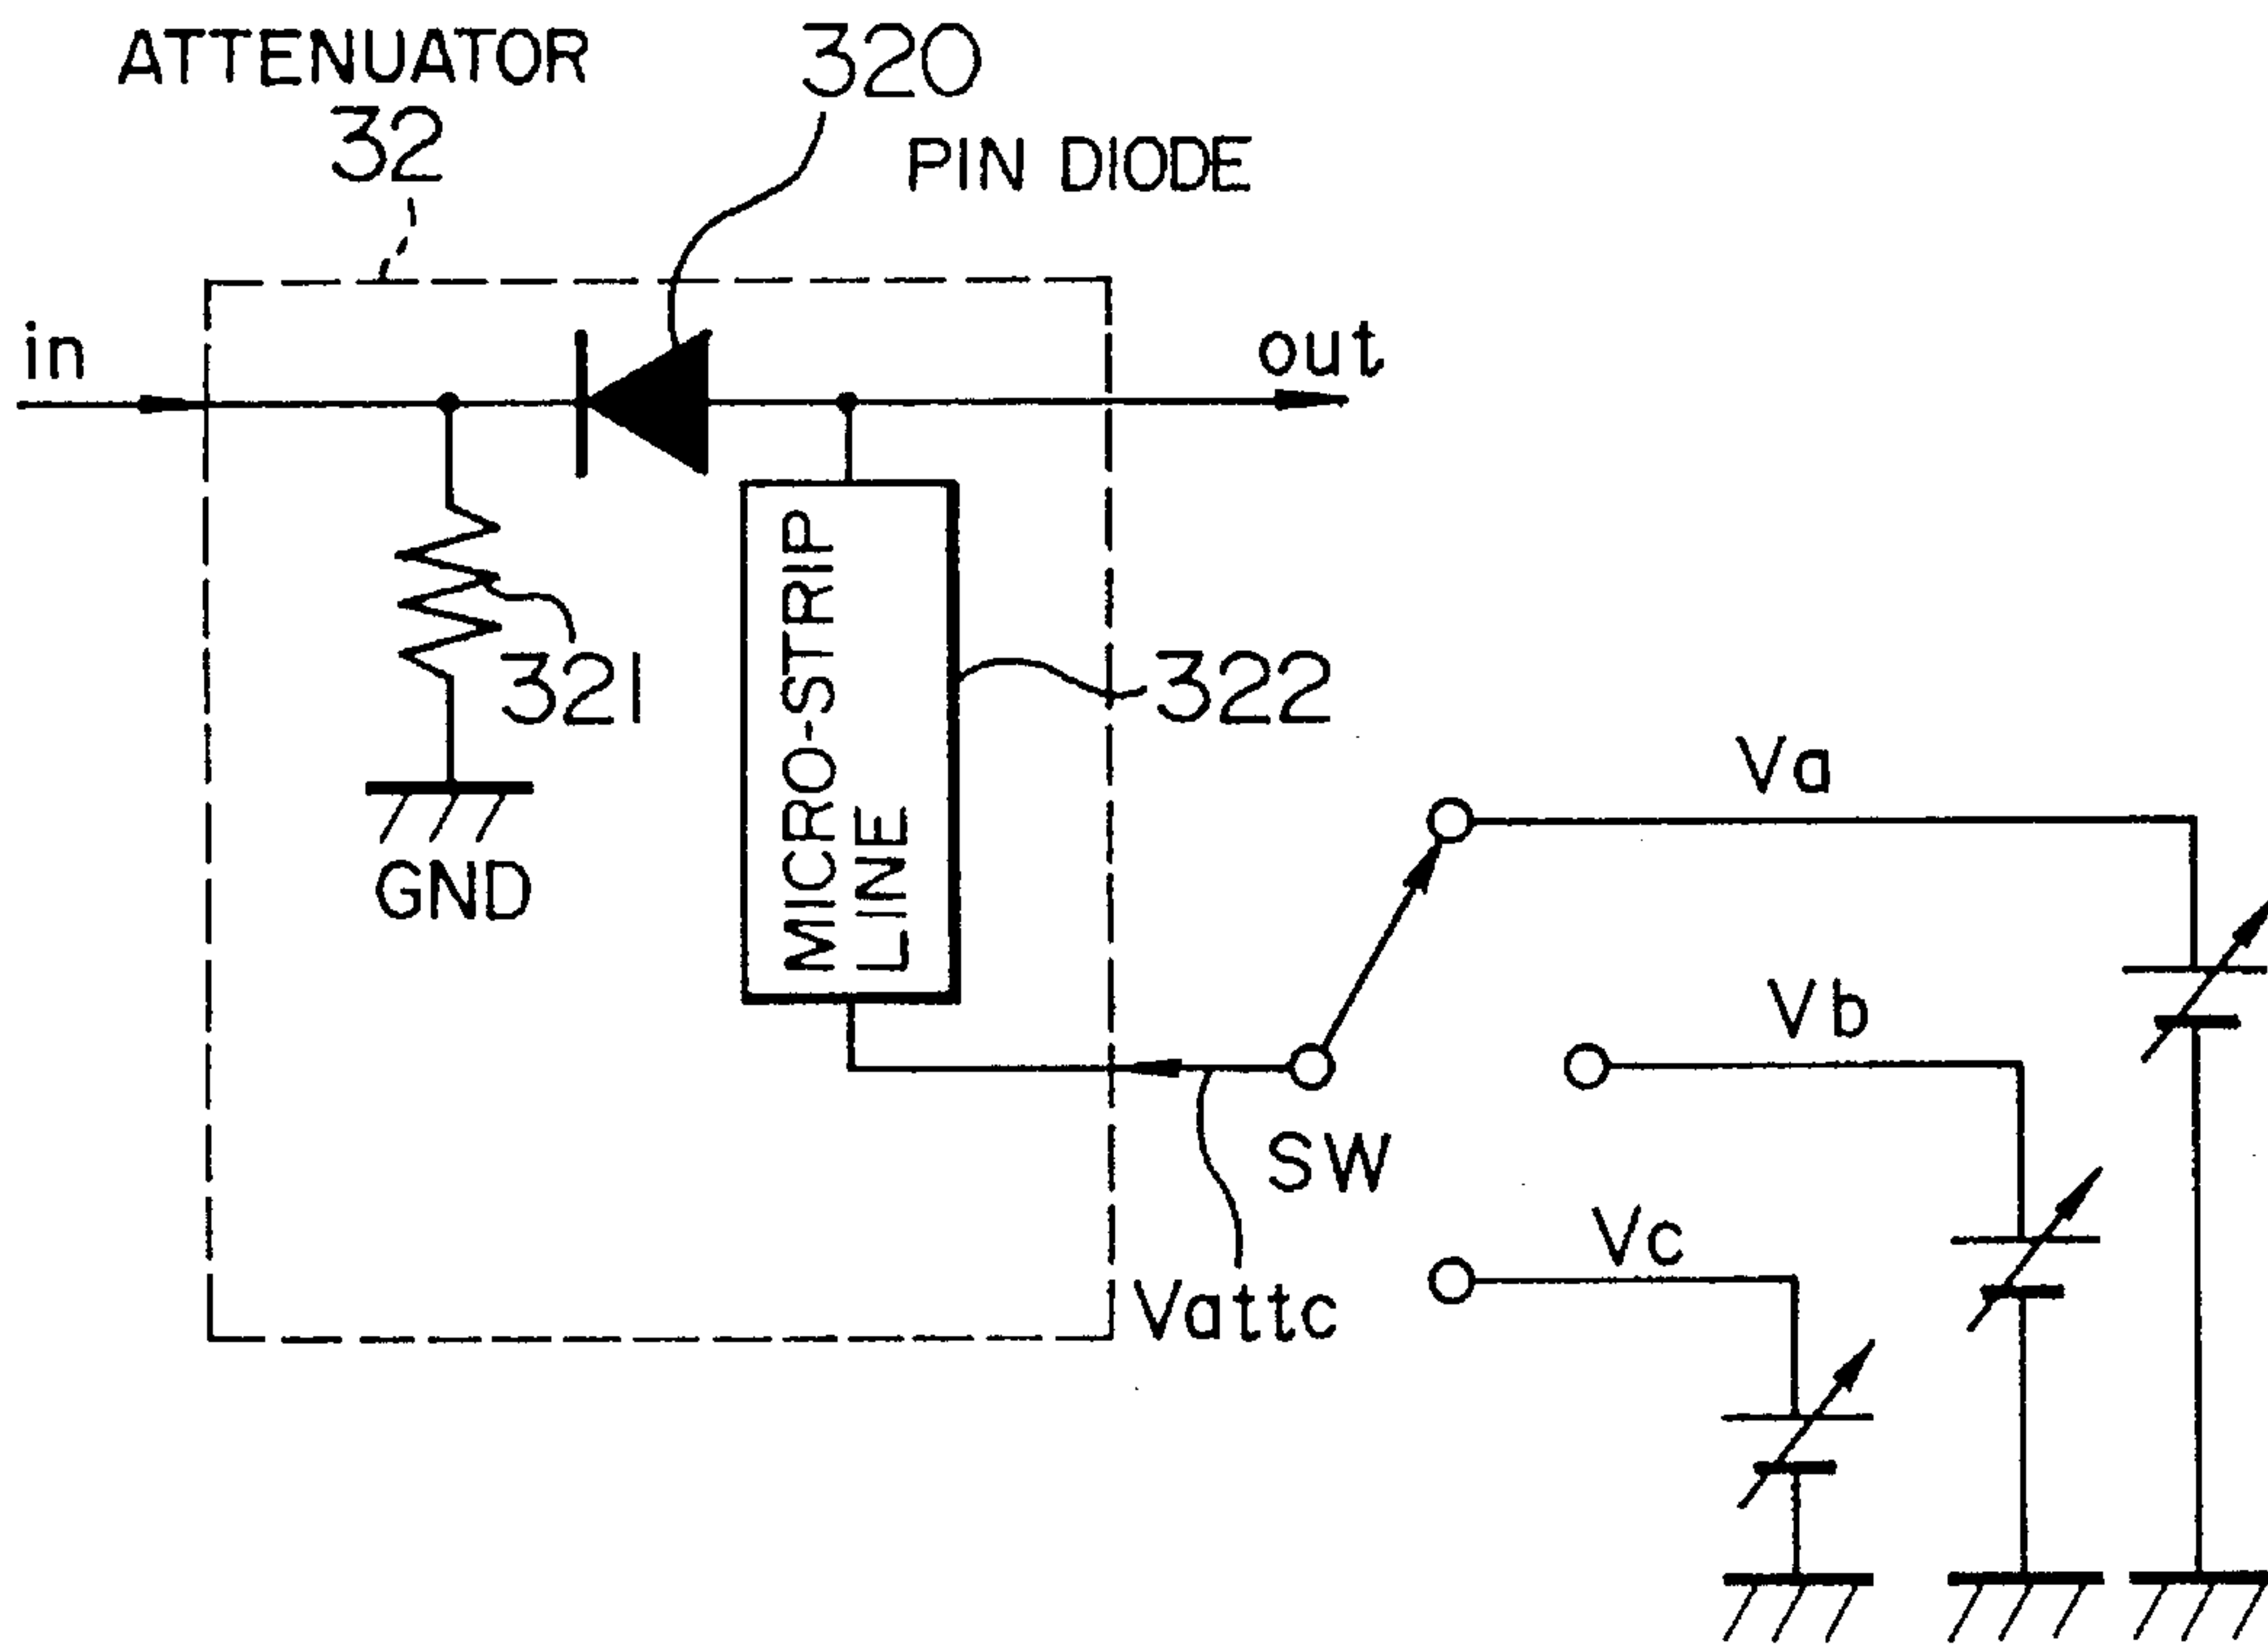 ATTENUATOR
32
320
PIN DIODE
in
out
321
MICRO-STRIP
LINE
322
GND
Va
Vb
SW
Vc
Vattc